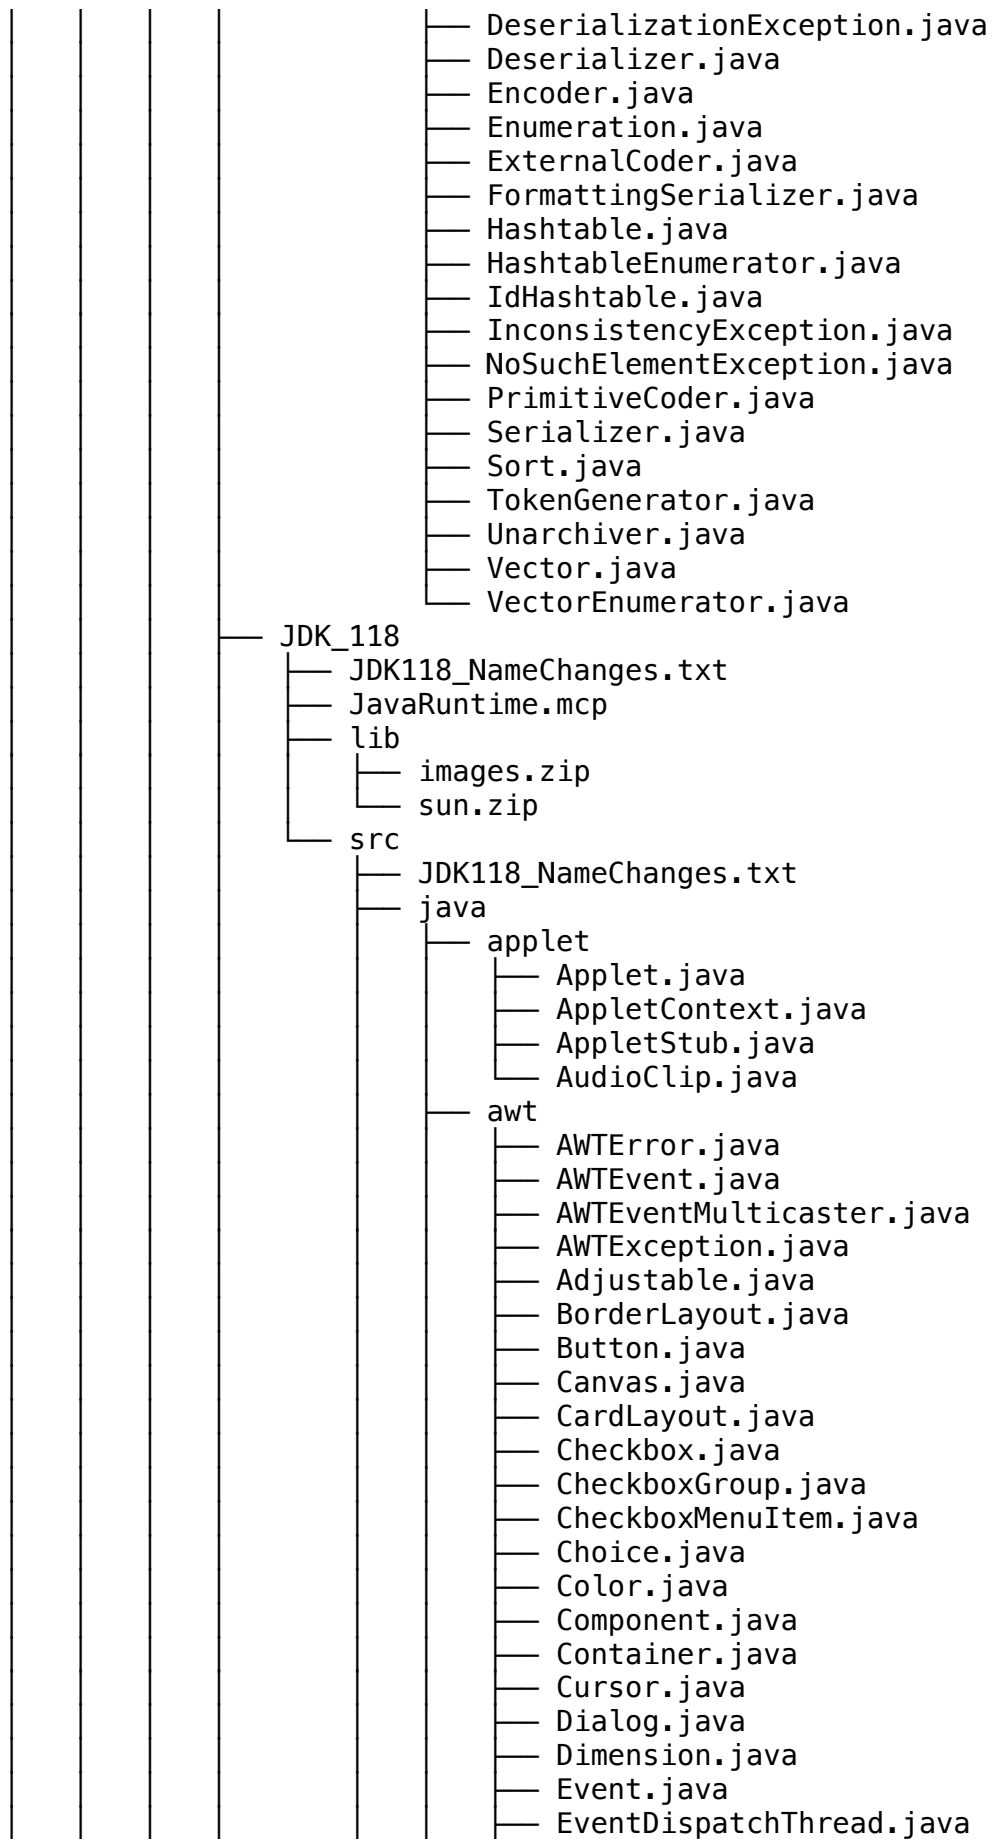 DeserializationException.java
Deserializer.java
Encoder.java
Enumeration.java
ExternalCoder.java
FormattingSerializer.java
Hashtable.java
HashtableEnumerator.java
IdHashtable.java
InconsistencyException.java
NoSuchElementException.java
PrimitiveCoder.java
Serializer.java
Sort.java
TokenGenerator.java
Unarchiver.java
Vector.java
VectorEnumerator.java
JDK_118
JDK118_NameChanges.txt
JavaRuntime.mcp
lib
images.zip
sun.zip
src
JDK118_NameChanges.txt
java
applet
Applet.java
AppletContext.java
AppletStub.java
AudioClip.java
awt
AWTError.java
AWTEvent.java
AWTEventMulticaster.java
AWTException.java
Adjustable.java
BorderLayout.java
Button.java
Canvas.java
CardLayout.java
Checkbox.java
CheckboxGroup.java
CheckboxMenuItem.java
Choice.java
Color.java
Component.java
Container.java
Cursor.java
Dialog.java
Dimension.java
Event.java
EventDispatchThread.java